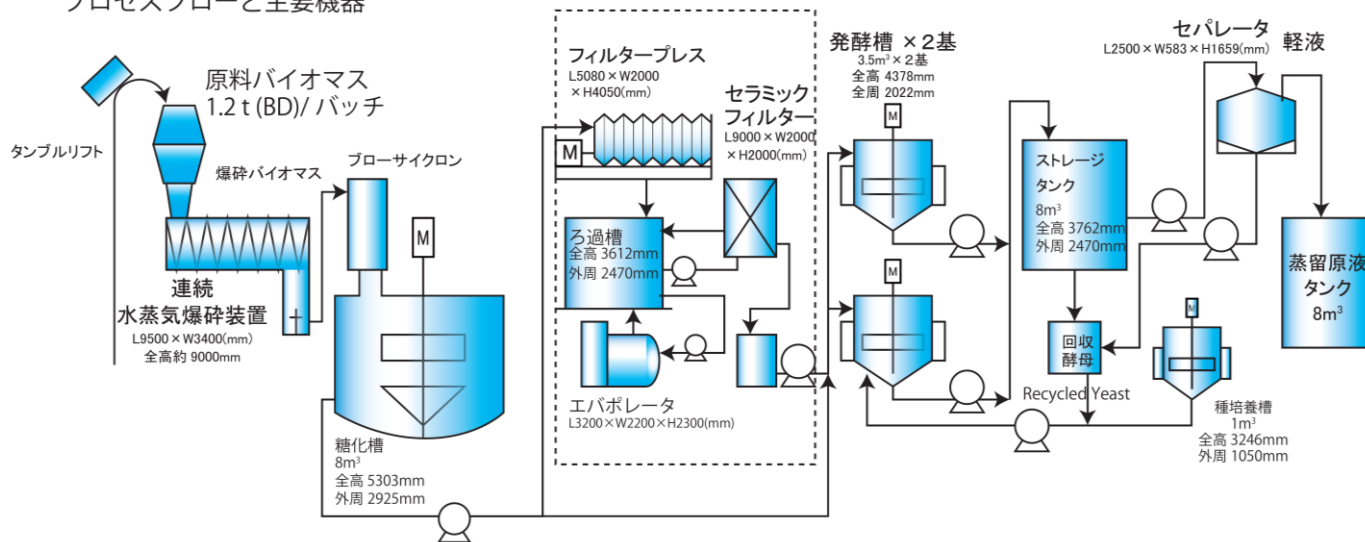 プロセスフローと主要機器
タンブルリフト
原料バイオマス
1.2 t (BD)/ バッチ
爆砕バイオマス
ブローサイクロン
連続
水蒸気爆砕装置
L9500×W3400(mm)
全高約 9000mm
M
糖化槽
8m³
全高 5303mm
外周 2925mm
フィルタープレス
L5080×W2000
×H4050(mm)
M
セラミック
フィルター
L9000×W2000
×H2000(mm)
ろ過槽
全高 3612mm
外周 2470mm
エバポレータ
L3200×W2200×H2300(mm)
発酵槽 ×2基
3.5m³×2基
全高 4378mm
全周 2022mm
M
M
ストレージ
タンク
8m³
全高 3762mm
外周 2470mm
回収
酵母
Recycled Yeast
セパレータ
L2500×W583×H1659(mm)
軽液
M
種培養槽
1m³
全高 3246mm
外周 1050mm
蒸留原液
タンク
8m³